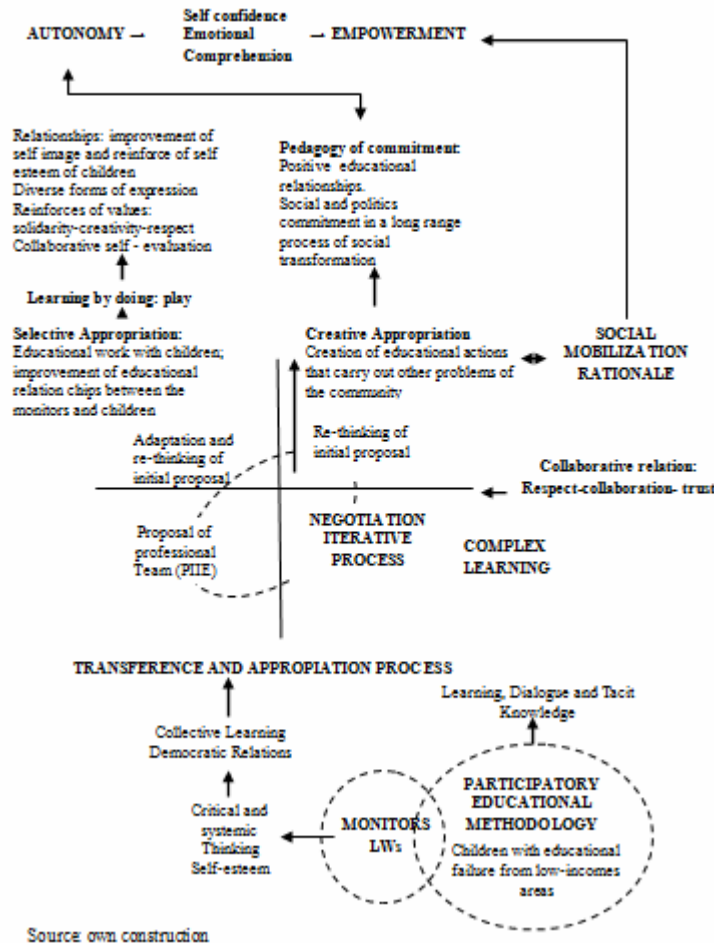 Self confidence
AUTONOMY → Emotional → EMPOWERMENT
Comprehension
Relationships: improvement of
self image and reinforce of self
esteem of children
Diverse forms of expression
Reinforces of values:
solidarity-creativity-respect
Collaborative self - evaluation
Pedagogy of commitment:
Positive educational
relationships.
Social and politics
commitment in a long range
process of social
transformation
Learning by doing: play
Selective Appropriation:
Educational work with children;
improvement of educational
relation chips between the
monitors and children
Creative Appropriation
Creation of educational actions
that carry out other problems of
the community
SOCIAL
MOBILIZATION
RATIONALE
Adaptation and
re-thinking of
initial proposal
Re-thinking of
initial proposal
Collaborative relation:
Respect-collaboration- trust
Proposal of
professional
Team (PIIE)
NEGOTIATION
ITERATIVE
PROCESS
COMPLEX
LEARNING
TRANSFERENCE AND APPROPIATION PROCESS
Learning, Dialogue and Tacit
Knowledge
Collective Learning
Democratic Relations
Critical and
systemic
Thinking
Self-esteem
MONITORS
LWs
PARTICIPATORY
EDUCATIONAL
METHODOLOGY
Children with educational
failure from low-incomes
areas
Source: own construction